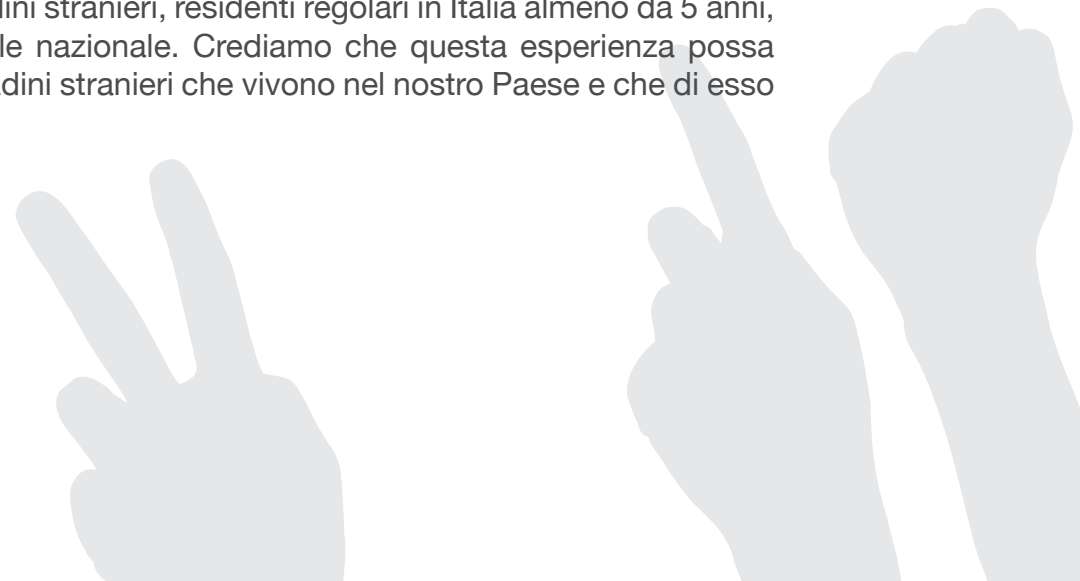 dini stranieri, residenti regolari in Italia almeno da 5 anni,
le nazionale. Crediamo che questa esperienza possa
dini stranieri che vivono nel nostro Paese e che di esso